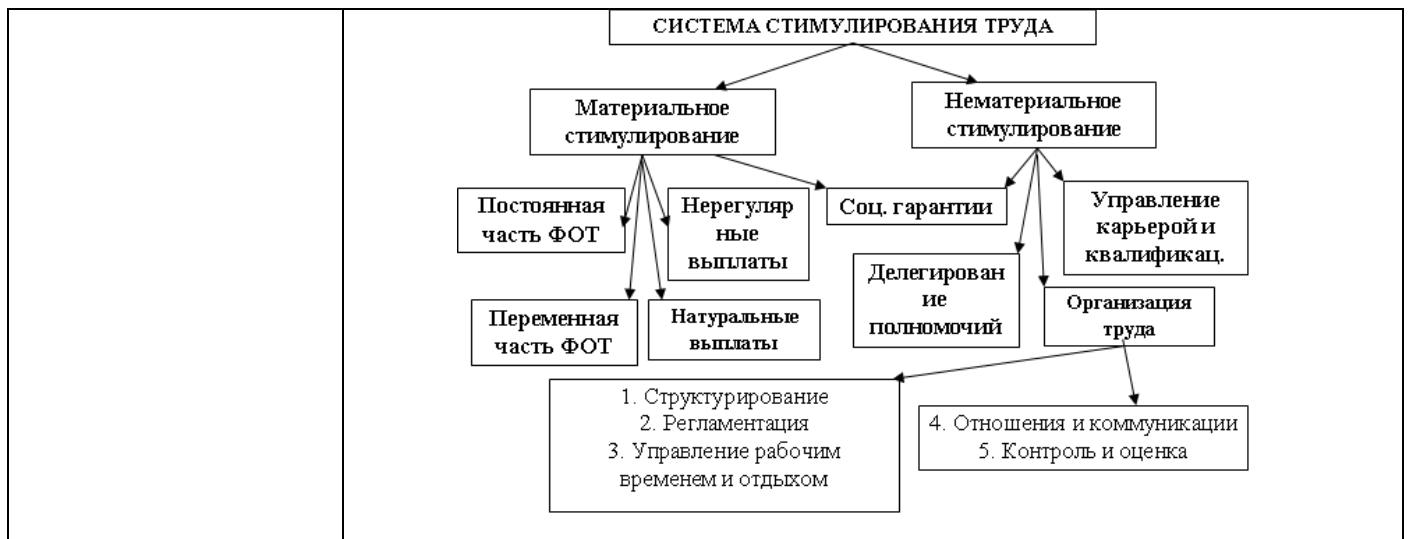 СИСТЕМА СТИМУЛИРОВАНИЯ ТРУДА
Материальное
стимулирование
Нематериальное
стимулирование
Постоянная
часть ФОТ
Нерегуляр
ные
выплаты
Соц. гарантии
Управление
карьерой и
квалификац.
Переменная
часть ФОТ
Натуральные
выплаты
Делегирован
ие
полномочий
Организация
труда
1. Структурирование
2. Регламентация
3. Управление рабочим
временем и отдыхом
4. Отношения и коммуникации
5. Контроль и оценка